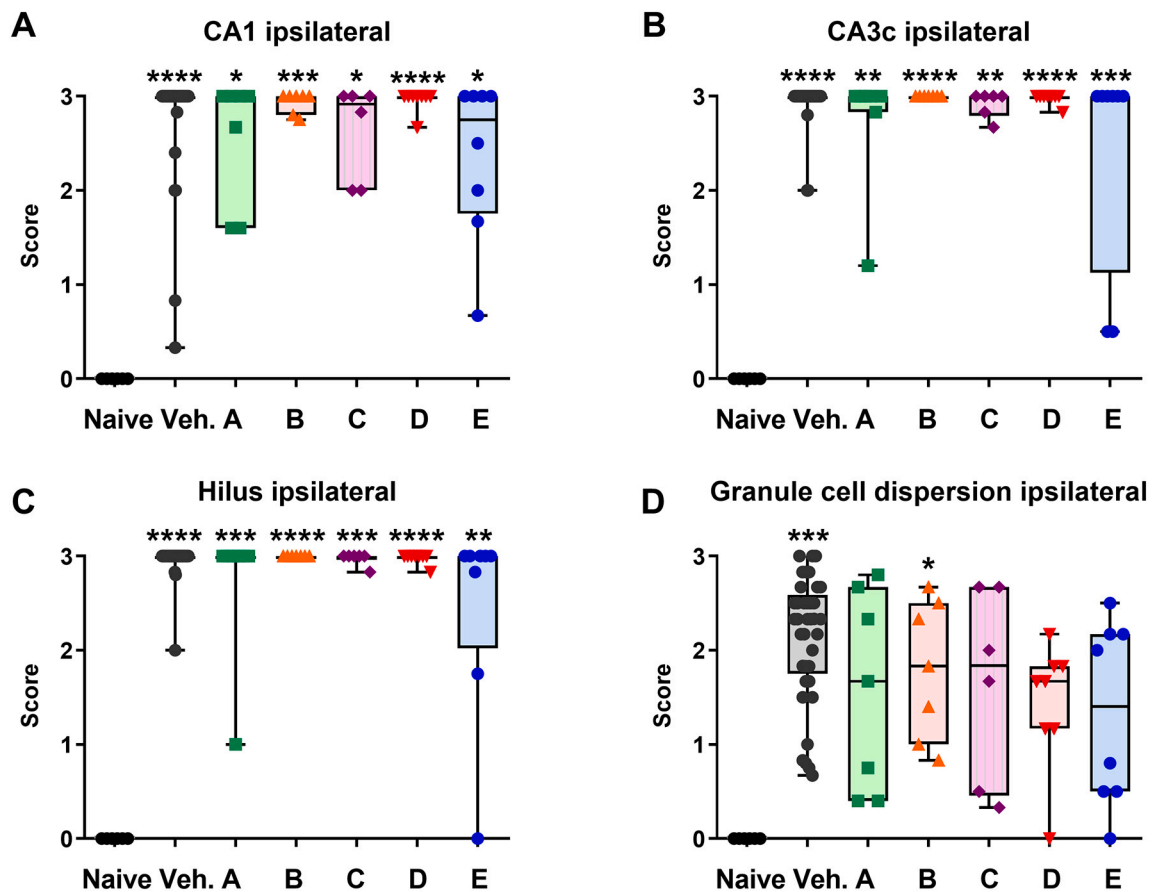 A
CA1 ipsilateral
**** * *** * **** *
Score
3
2
1
0
Naive Veh. A B C D E
B
CA3c ipsilateral
**** ** **** ** **** ***
Score
3
2
1
0
Naive Veh. A B C D E
C
Hilus ipsilateral
**** *** **** *** **** **
Score
3
2
1
0
Naive Veh. A B C D E
D
Granule cell dispersion ipsilateral
*** *
Score
3
2
1
0
Naive Veh. A B C D E